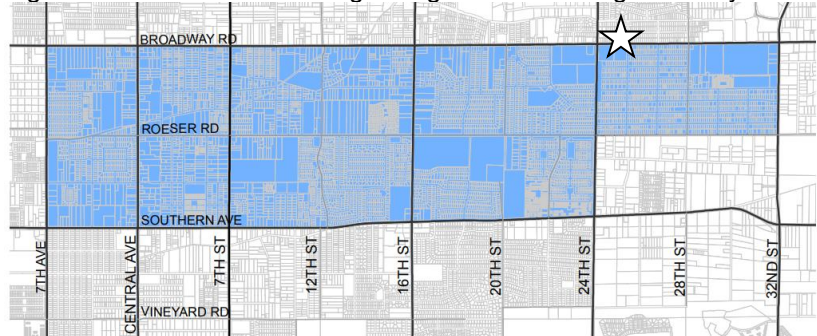 BROADWAY RD
ROESER RD
SOUTHERN AVE
7TH AVE
CENTRAL AVE
7TH ST
12TH ST
16TH ST
20TH ST
24TH ST
28TH ST
32ND ST
VINEYARD RD